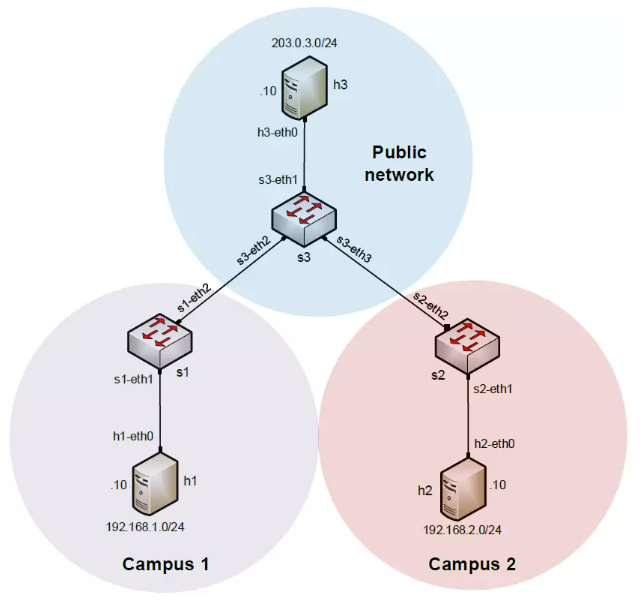 203.0.3.0/24
.10
h3
h3-eth0
Public
network
s3-eth1
s3
s3-eth2
s3-eth3
s1-eth2
s2-eth2
s1-eth1
s1
s2
s2-eth1
h1-eth0
h2-eth0
.10
h1
h2
.10
192.168.1.0/24
192.168.2.0/24
Campus 1
Campus 2